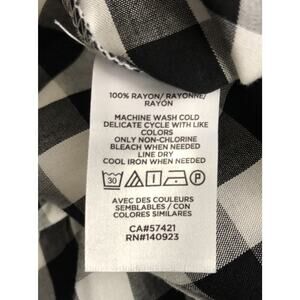 100% RAYON/ RAYONNE/
RAYÓN
MACHINE WASH COLD
DELICATE CYCLE WITH LIKE
COLORS
ONLY NON-CHLORINE
BLEACH WHEN NEEDED
LINE DRY
COOL IRON WHEN NEEDED
30 P
AVEC DES COULEURS
SEMBLABLES / CON
COLORES SIMILARES
CA#57421
RN#140923